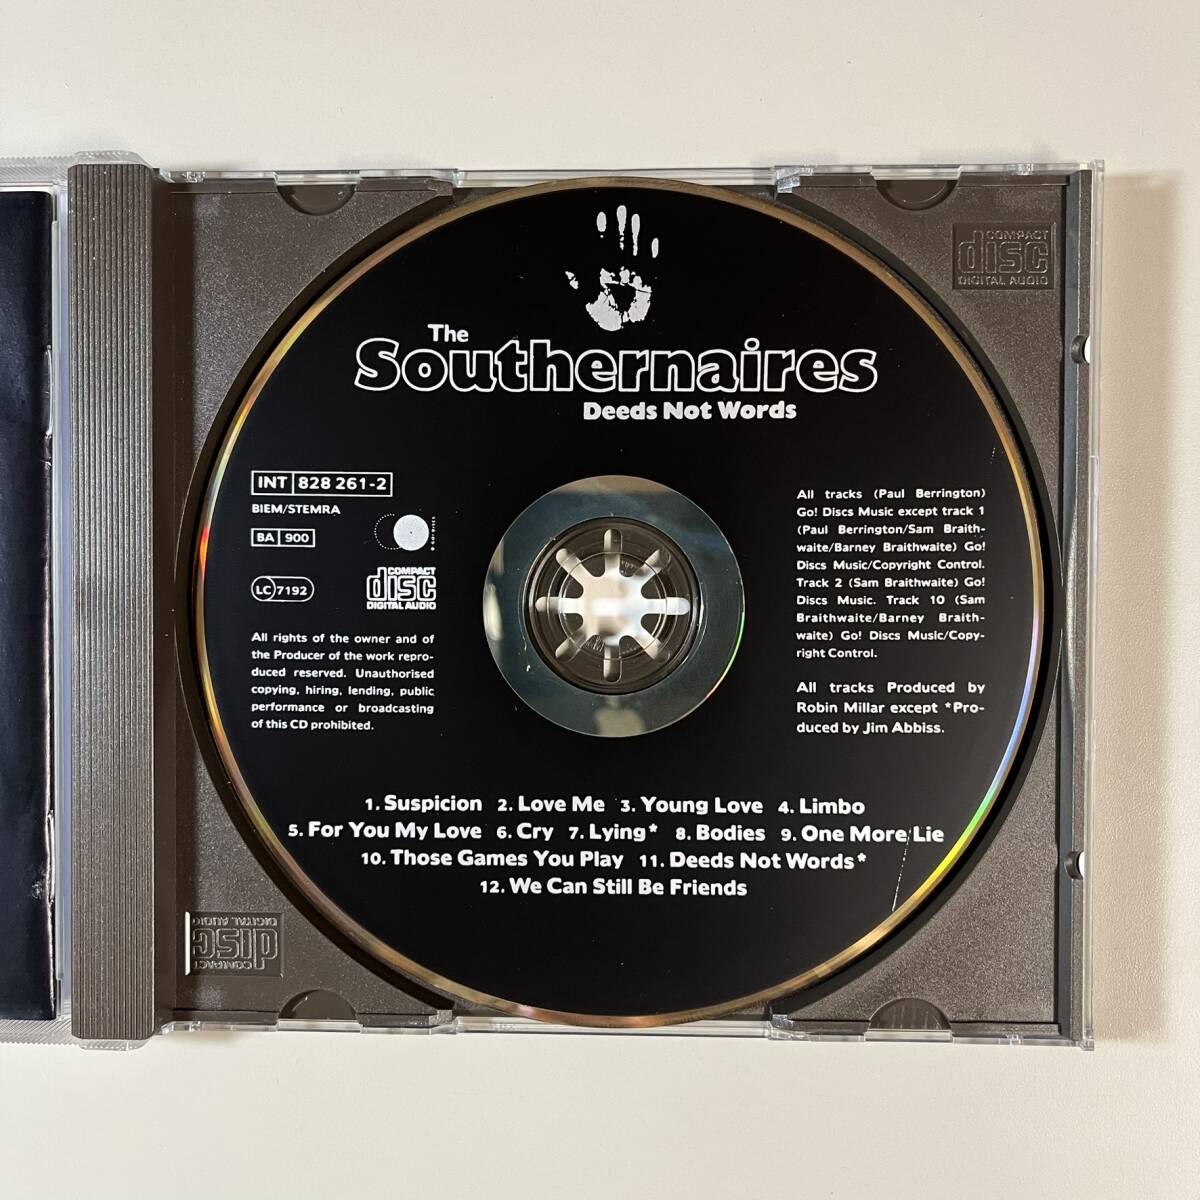 The
Southernaires
Deeds Not Words
INT 828 261-2
BIEM/STEMRA
BA 900
LC 7192
COMPACT
disc
DIGITAL AUDIO
All rights of the owner and of
the Producer of the work repro-
duced reserved. Unauthorised
copying, hiring, lending, public
performance or broadcasting
of this CD prohibited.
All tracks (Paul Berrington)
Go! Discs Music except track 1
(Paul Berrington/Sam Braith-
waite/Barney Braithwaite) Go!
Discs Music/Copyright Control.
Track 2 (Sam Braithwaite) Go!
Discs Music. Track 10 (Sam
Braithwaite/Barney Braith-
waite) Go! Discs Music/Copy-
right Control.
All tracks Produced by
Robin Millar except *Pro-
duced by Jim Abbiss.
1. Suspicion 2. Love Me 3. Young Love 4. Limbo
5. For You My Love 6. Cry 7. Lying* 8. Bodies 9. One More Lie
10. Those Games You Play 11. Deeds Not Words*
12. We Can Still Be Friends
COMPACT
disc
DIGITAL AUDIO
COMPACT
disc
DIGITAL AUDIO